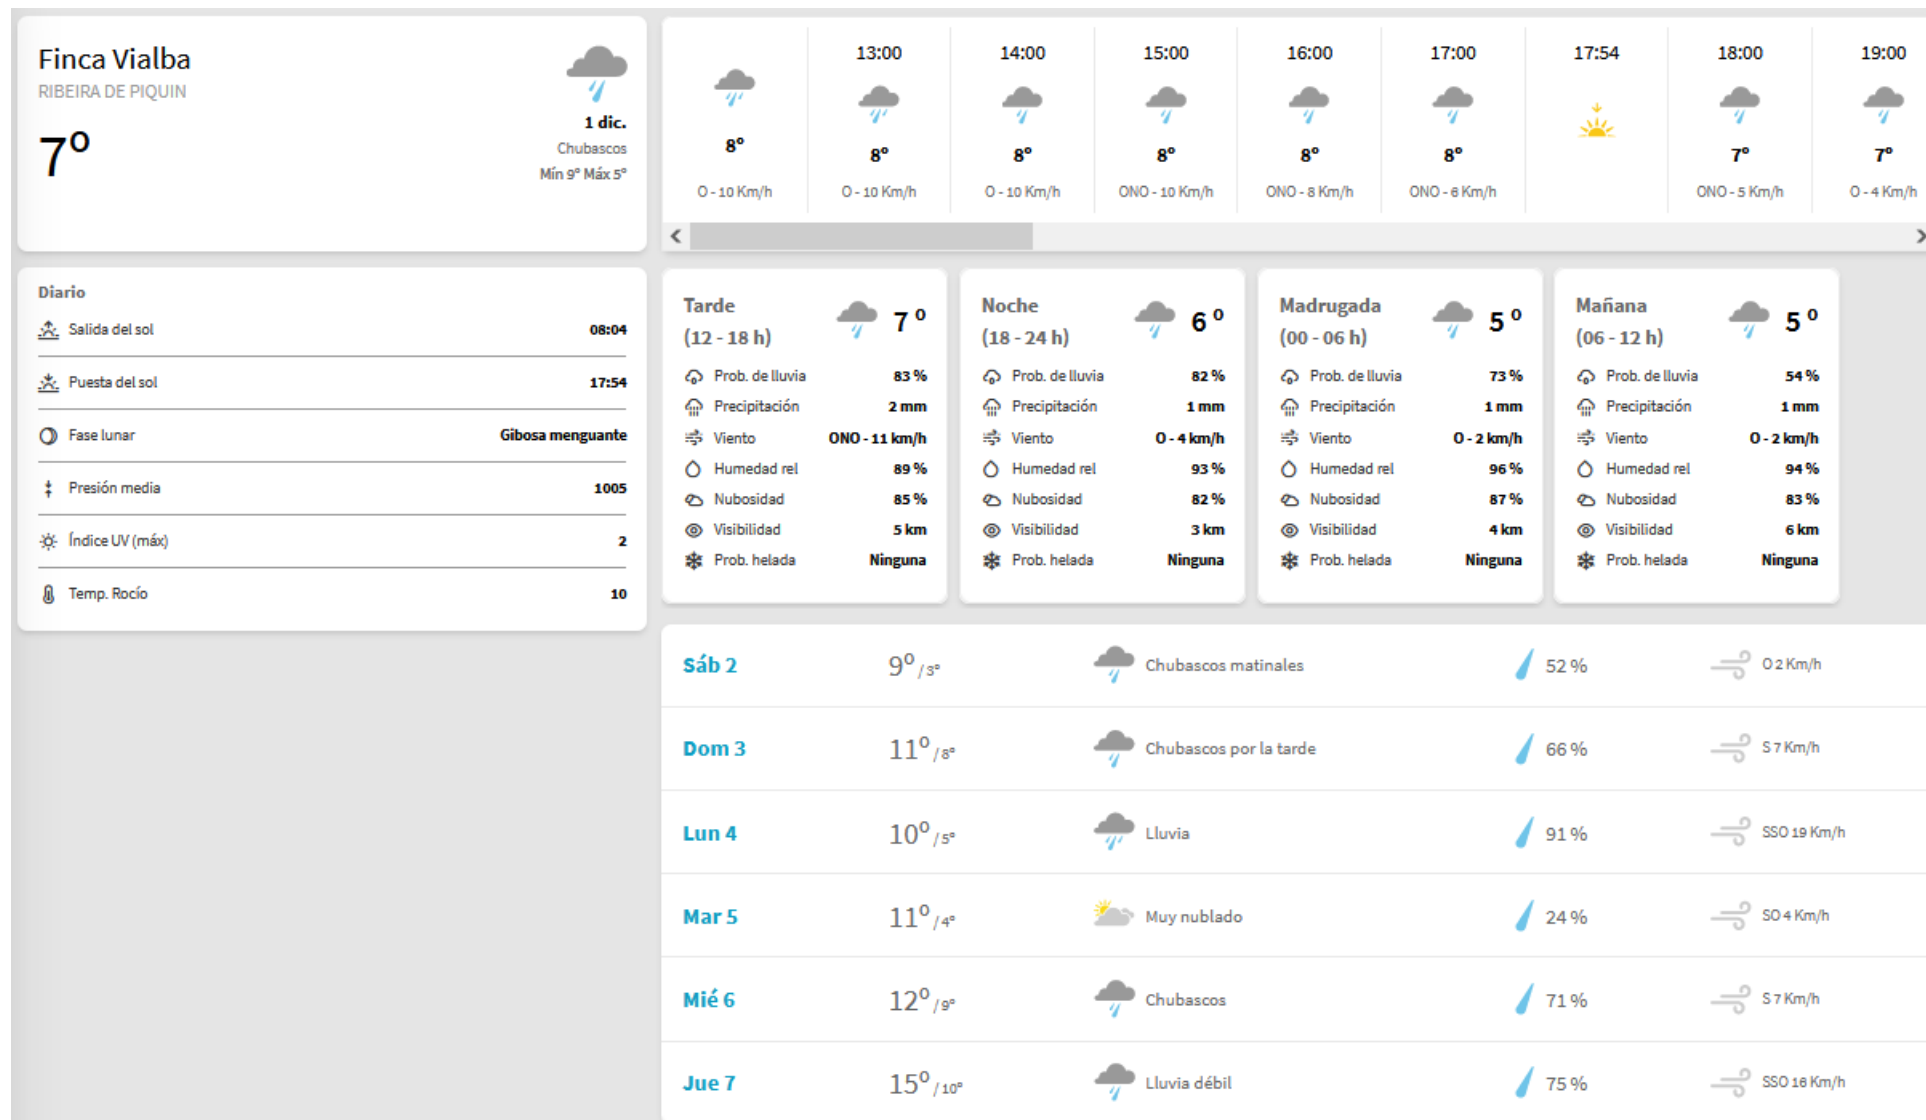 Finca Vialba
RIBEIRA DE PIQUIN
7º
1 dic.
Chubascos
Mín 9º Máx 5º
8º
O - 10 Km/h
13:00
8º
O - 10 Km/h
14:00
8º
O - 10 Km/h
15:00
8º
ONO - 10 Km/h
16:00
8º
ONO - 8 Km/h
17:00
8º
ONO - 6 Km/h
17:54
18:00
7º
ONO - 5 Km/h
19:00
7º
O - 4 Km/h
Diario
Salida del sol 08:04
Puesta del sol 17:54
Fase lunar Gibosa menguante
Presión media 1005
Índice UV (máx) 2
Temp. Rocío 10
Tarde
(12 - 18 h)
7 º
Prob. de lluvia 83 %
Precipitación 2 mm
Viento ONO - 11 km/h
Humedad rel 89 %
Nubosidad 85 %
Visibilidad 5 km
Prob. helada Ninguna
Noche
(18 - 24 h)
6 º
Prob. de lluvia 82 %
Precipitación 1 mm
Viento O - 4 km/h
Humedad rel 93 %
Nubosidad 82 %
Visibilidad 3 km
Prob. helada Ninguna
Madrugada
(00 - 06 h)
5 º
Prob. de lluvia 73 %
Precipitación 1 mm
Viento O - 2 km/h
Humedad rel 96 %
Nubosidad 87 %
Visibilidad 4 km
Prob. helada Ninguna
Mañana
(06 - 12 h)
5 º
Prob. de lluvia 54 %
Precipitación 1 mm
Viento O - 2 km/h
Humedad rel 94 %
Nubosidad 83 %
Visibilidad 6 km
Prob. helada Ninguna
Sáb 2 9º /3º Chubascos matinales 52 % O 2 Km/h
Dom 3 11º /8º Chubascos por la tarde 66 % S 7 Km/h
Lun 4 10º /5º Lluvia 91 % SSO 19 Km/h
Mar 5 11º /4º Muy nublado 24 % SO 4 Km/h
Mié 6 12º /9º Chubascos 71 % S 7 Km/h
Jue 7 15º /10º Lluvia débil 75 % SSO 16 Km/h